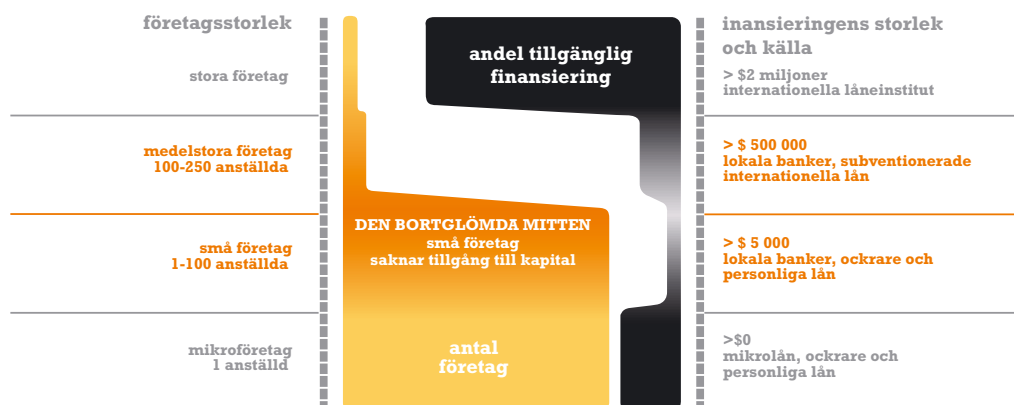 företagsstorlek
stora företag
medelstora företag
100-250 anställda
små företag
1-100 anställda
mikroföretag
1 anställd
andel tillgänglig
finansiering
DEN BORTGLÖMDA MITTEN
små företag
saknar tillgång till kapital
antal
företag
inansieringens storlek
och källa
> $2 miljoner
internationella låneinstitut
> $ 500 000
lokala banker, subventionerade
internationella lån
> $ 5 000
lokala banker, ockrare och
personliga lån
>$0
mikrolån, ockrare och
personliga lån